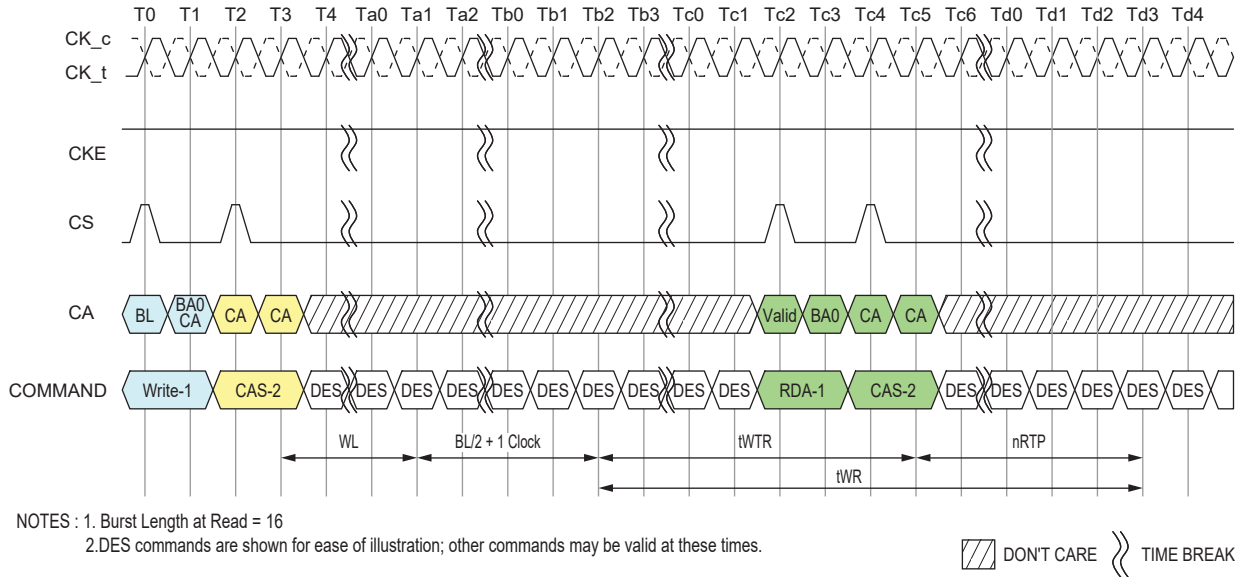 T0 T1 T2 T3 T4 Ta0 Ta1 Ta2 Tb0 Tb1 Tb2 Tb3 Tc0 Tc1 Tc2 Tc3 Tc4 Tc5 Tc6 Td0 Td1 Td2 Td3 Td4
CK_c
CK_t
CKE
CS
CA BL BA0 CA CA CA Valid BA0 CA CA
COMMAND Write-1 CAS-2 DES DES DES DES DES DES DES DES DES DES RDA-1 CAS-2 DES DES DES DES DES DES
WL BL/2 + 1 Clock tWTR nRTP
tWR
NOTES : 1. Burst Length at Read = 16
2.DES commands are shown for ease of illustration; other commands may be valid at these times.
DON'T CARE TIME BREAK